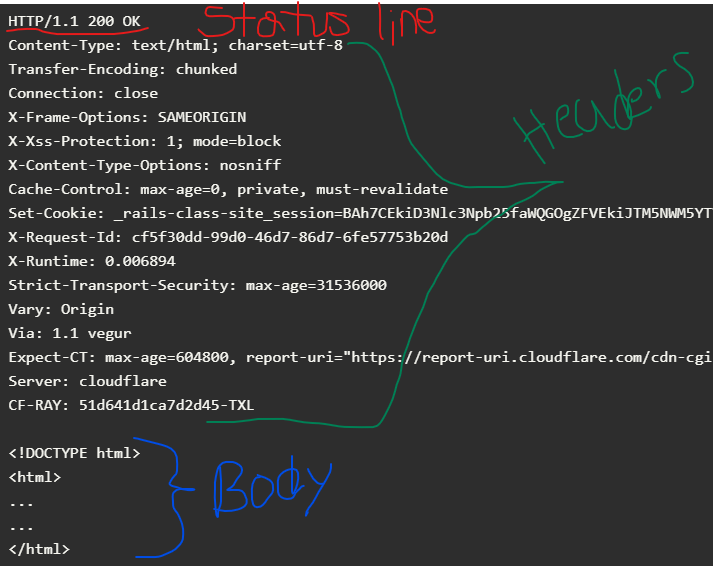 HTTP/1.1 200 OK Status line
Content-Type: text/html; charset=utf-8
Transfer-Encoding: chunked
Connection: close
X-Frame-Options: SAMEORIGIN
Headers
X-Xss-Protection: 1; mode=block
X-Content-Type-Options: nosniff
Cache-Control: max-age=0, private, must-revalidate
Set-Cookie: _rails-class-site_session=BAh7CEkiD3Nlc3Npb25faWQGOgZFVEkiJTM5NWM5YT
X-Request-Id: cf5f30dd-99d0-46d7-86d7-6fe57753b20d
X-Runtime: 0.006894
Strict-Transport-Security: max-age=31536000
Vary: Origin
Via: 1.1 vegur
Expect-CT: max-age=604800, report-uri="https://report-uri.cloudflare.com/cdn-cgi
Server: cloudflare
CF-RAY: 51d641d1ca7d2d45-TXL
<!DOCTYPE html>
<html>
Body
...
...
</html>